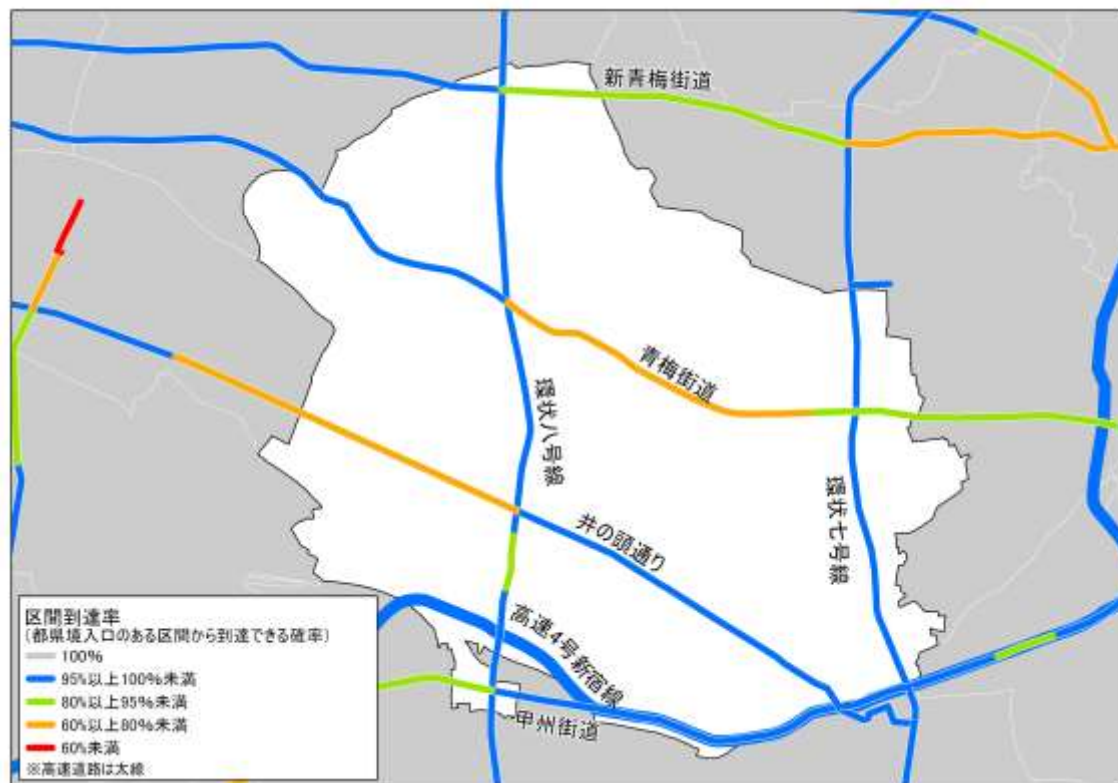 新青梅街道
青梅街道
環状八号線
環状七号線
井の頭通り
高速4号新宿線
甲州街道
区間到達率
(都県境入口のある区間から到達できる確率)
100%
95%以上100%未満
80%以上95%未満
60%以上80%未満
60%未満
※高速道路は太線